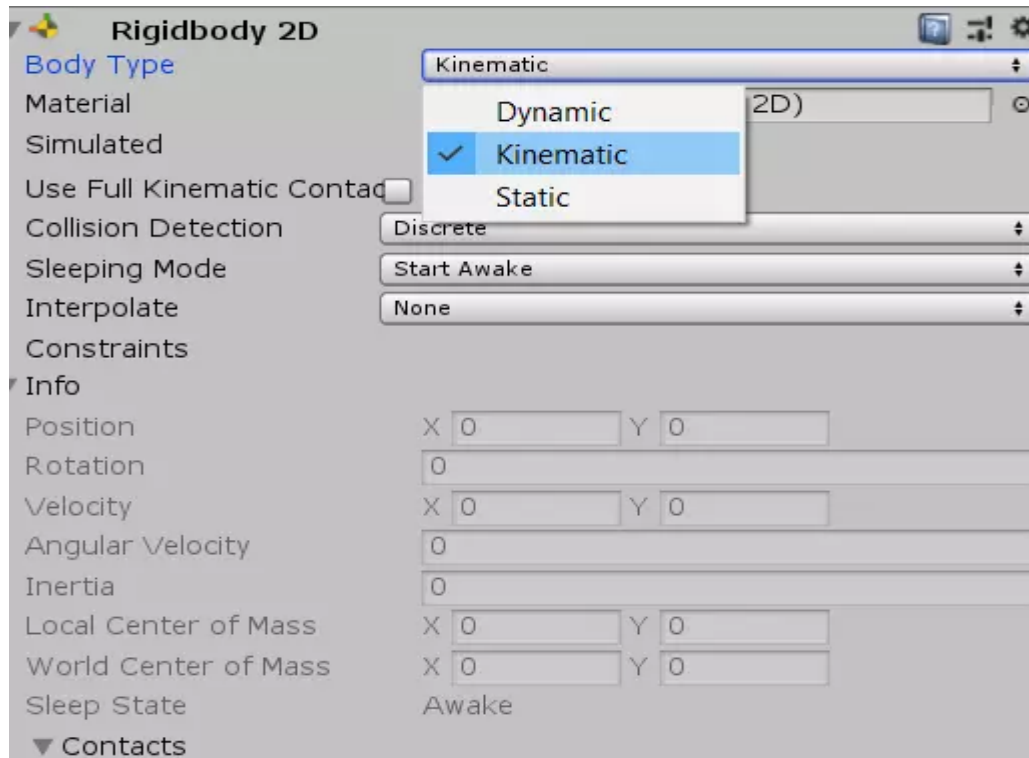 Rigidbody 2D
Body Type Kinematic
Material 2D)
Dynamic
Simulated
Kinematic
Use Full Kinematic Contac
Static
Collision Detection Discrete
Sleeping Mode Start Awake
Interpolate None
Constraints
Info
Position X 0 Y 0
Rotation 0
Velocity X 0 Y 0
Angular Velocity 0
Inertia 0
Local Center of Mass X 0 Y 0
World Center of Mass X 0 Y 0
Sleep State Awake
Contacts